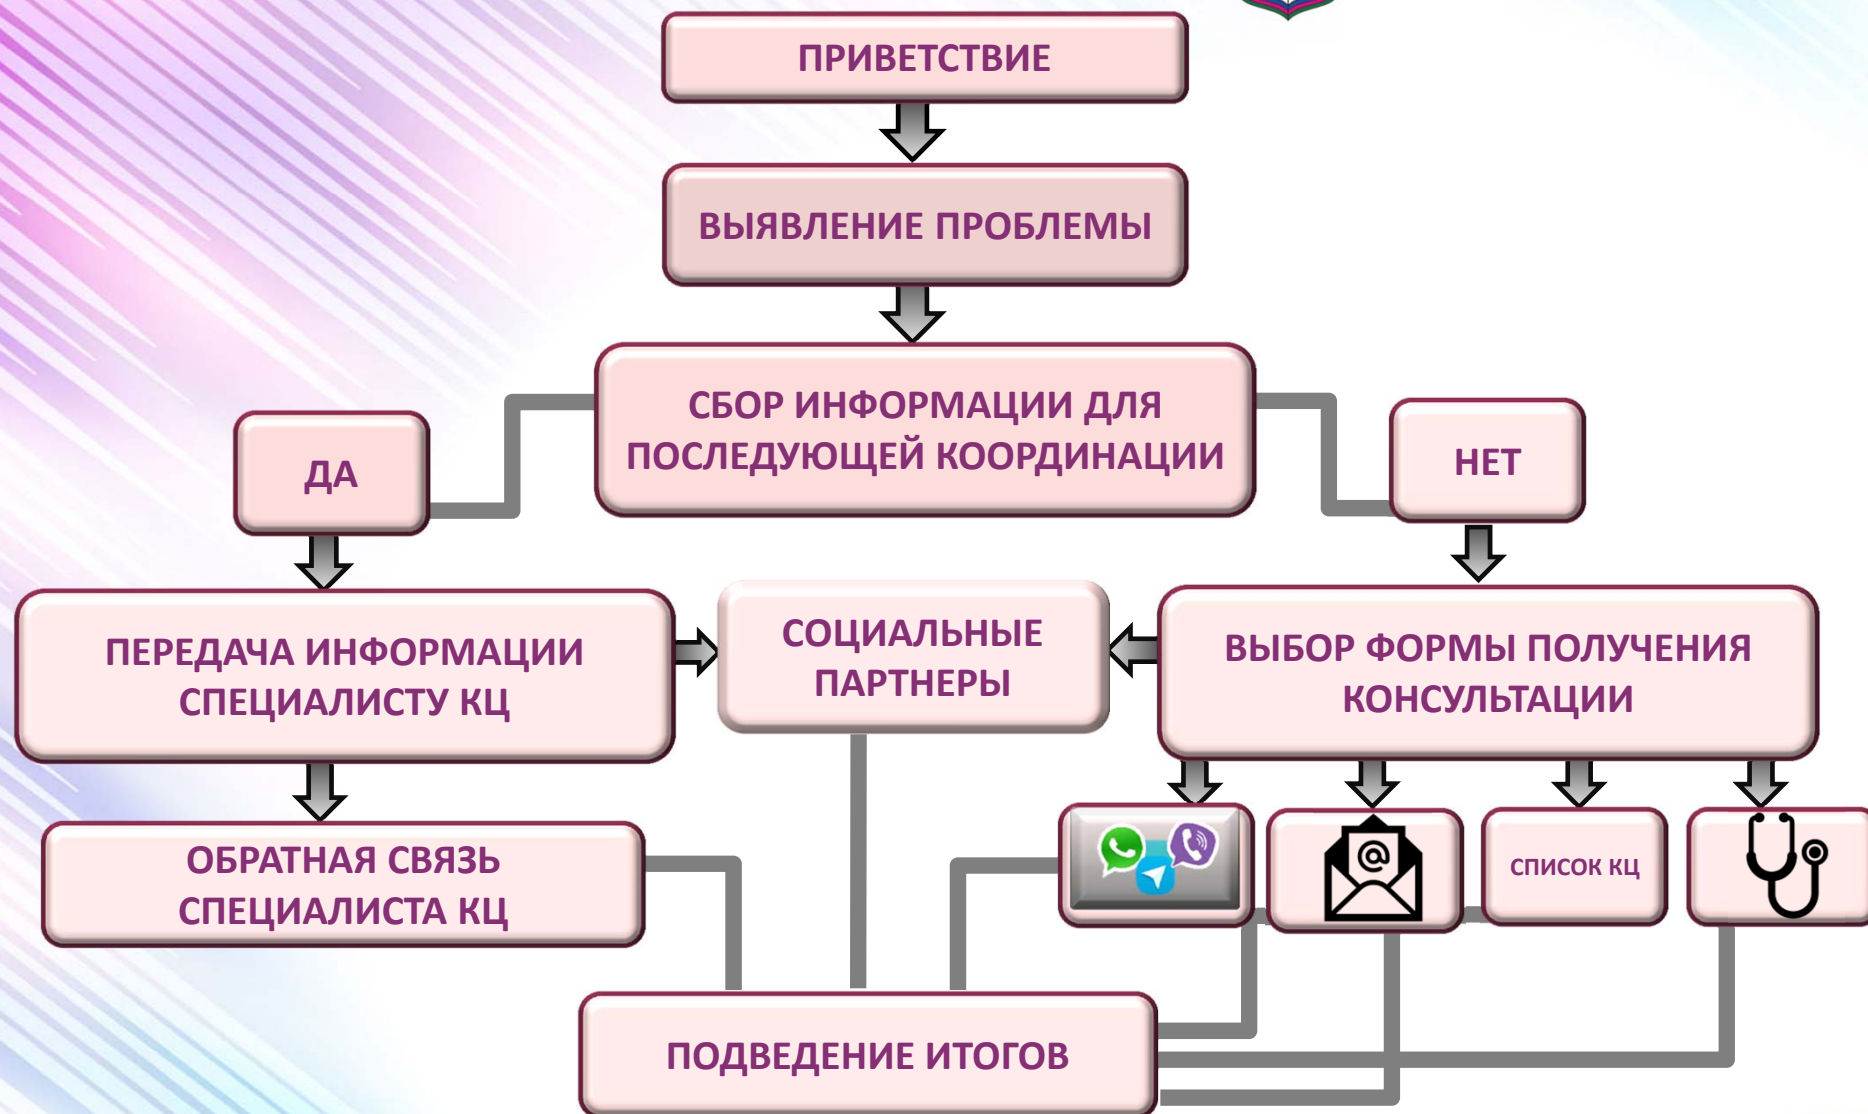 ПРИВЕТСТВИЕ
ВЫЯВЛЕНИЕ ПРОБЛЕМЫ
СБОР ИНФОРМАЦИИ ДЛЯ
ПОСЛЕДУЮЩЕЙ КООРДИНАЦИИ
ДА
НЕТ
ПЕРЕДАЧА ИНФОРМАЦИИ
СПЕЦИАЛИСТУ КЦ
СОЦИАЛЬНЫЕ
ПАРТНЕРЫ
ВЫБОР ФОРМЫ ПОЛУЧЕНИЯ
КОНСУЛЬТАЦИИ
ОБРАТНАЯ СВЯЗЬ
СПЕЦИАЛИСТА КЦ
@
СПИСОК КЦ
ПОДВЕДЕНИЕ ИТОГОВ